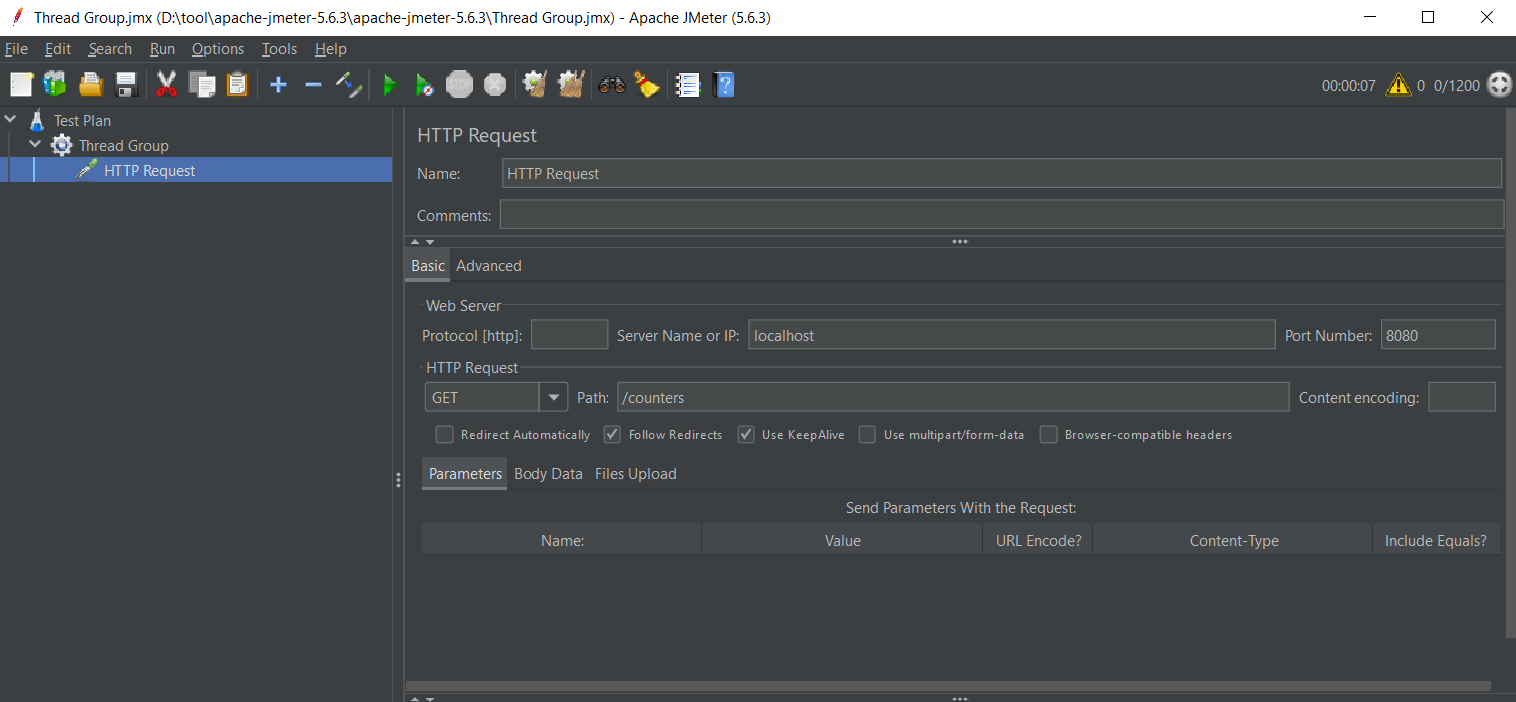 Thread Group.jmx (D:\tool\apache-jmeter-5.6.3\apache-jmeter-5.6.3\Thread Group.jmx) - Apache JMeter (5.6.3)
File Edit Search Run Options Tools Help
STOP 00:00:07 0 0/1200
Test Plan
Thread Group
HTTP Request
HTTP Request
Name: HTTP Request
Comments:
Basic Advanced
Web Server
Protocol [http]: Server Name or IP: localhost Port Number: 8080
HTTP Request
GET Path: /counters Content encoding:
Redirect Automatically Follow Redirects Use KeepAlive Use multipart/form-data Browser-compatible headers
Parameters Body Data Files Upload
Send Parameters With the Request:
Name: Value URL Encode? Content-Type Include Equals?